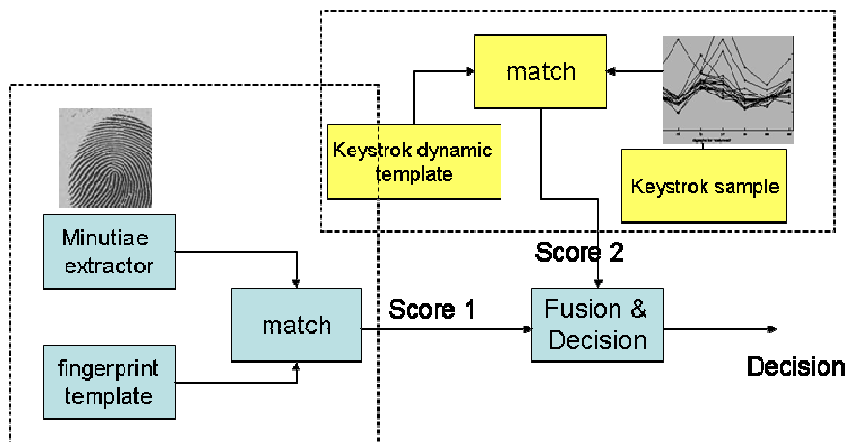 match
Keystrok dynamic
template
Keystrok sample
Minutiae
extractor
Score 2
match
Score 1
Fusion &
Decision
fingerprint
template
Decision